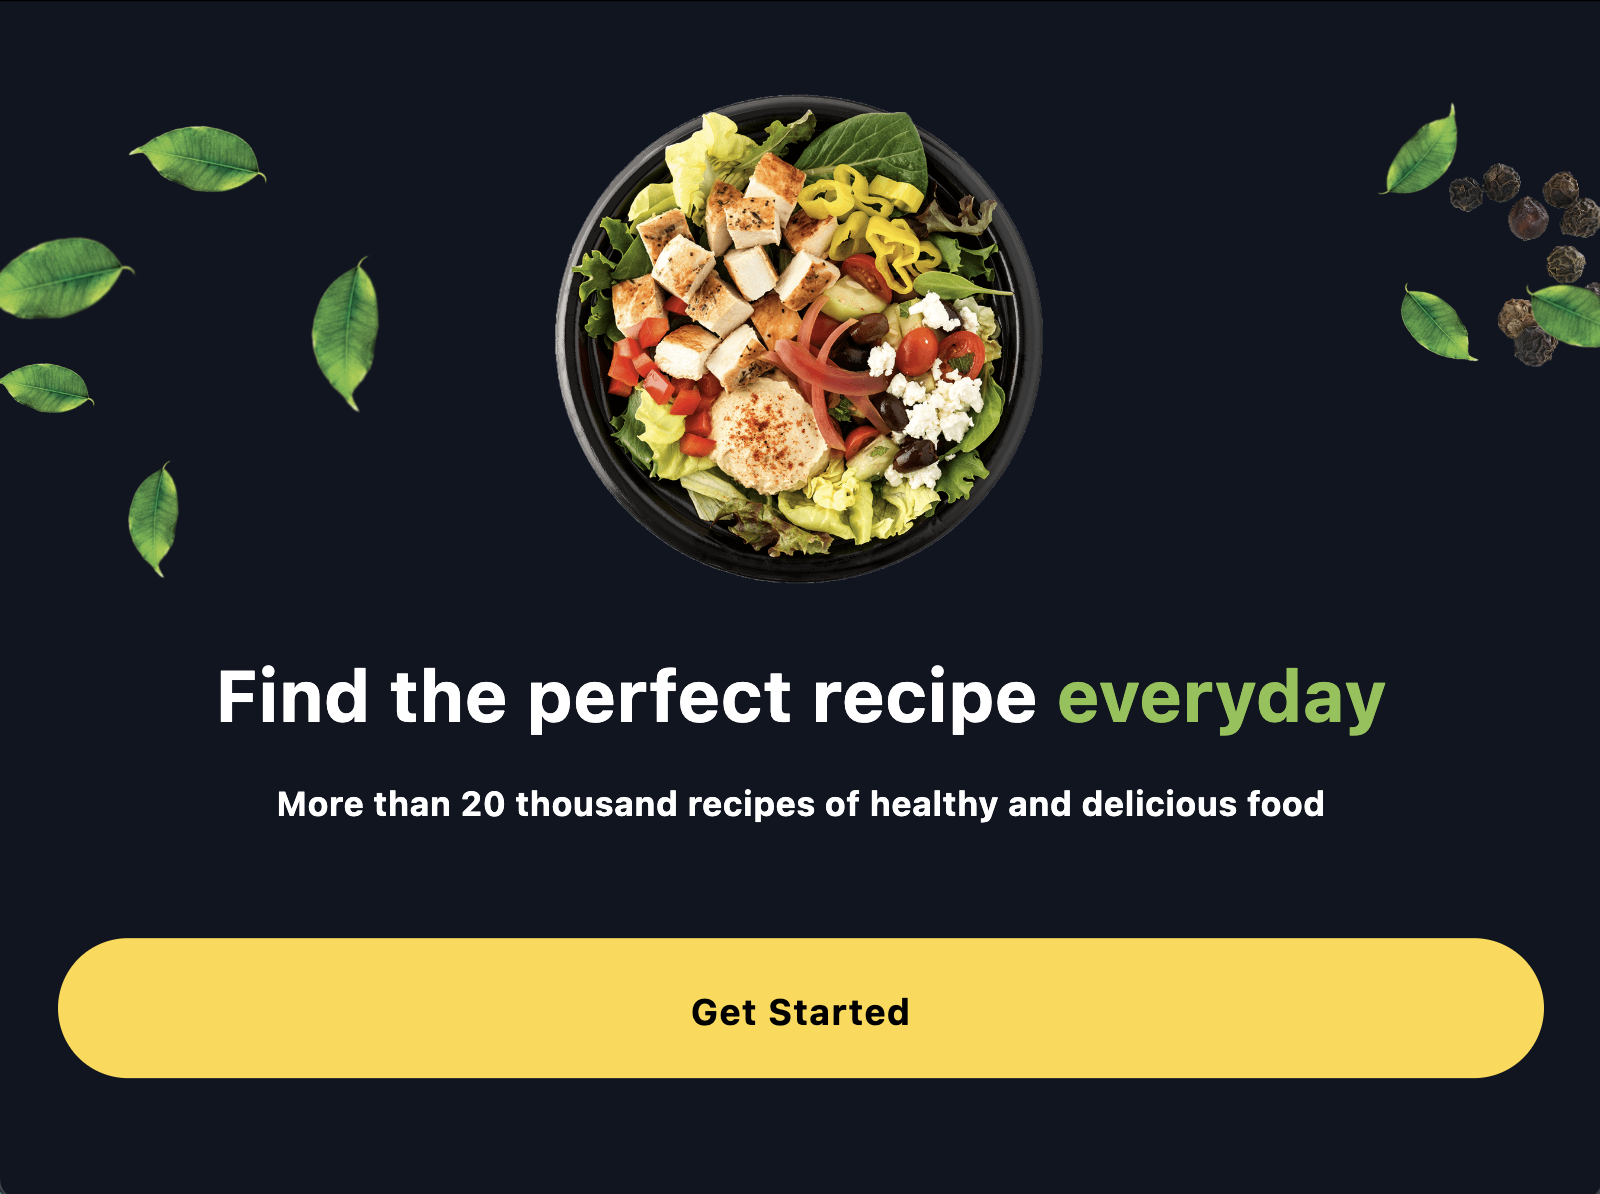 Find the perfect recipe everyday
More than 20 thousand recipes of healthy and delicious food
Get Started